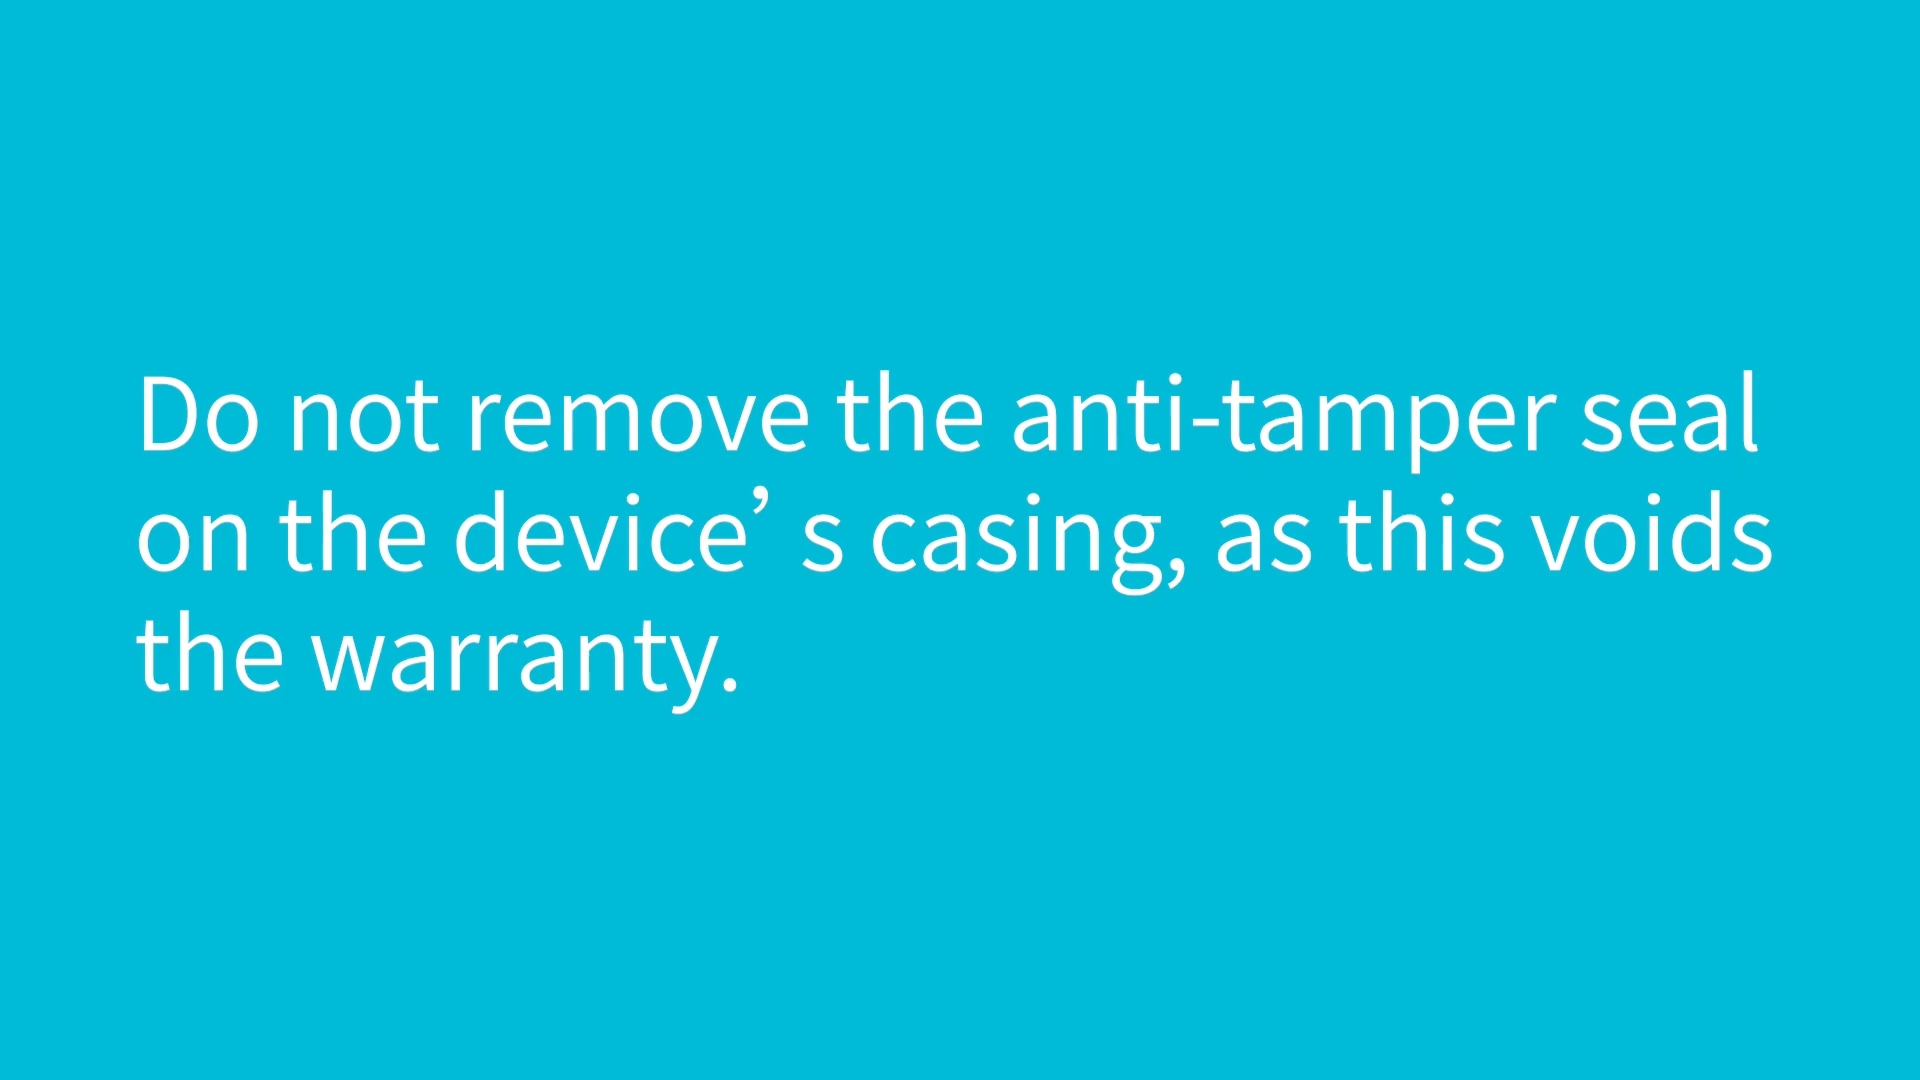 Do not remove the anti-tamper seal
on the device’s casing, as this voids
the warranty.